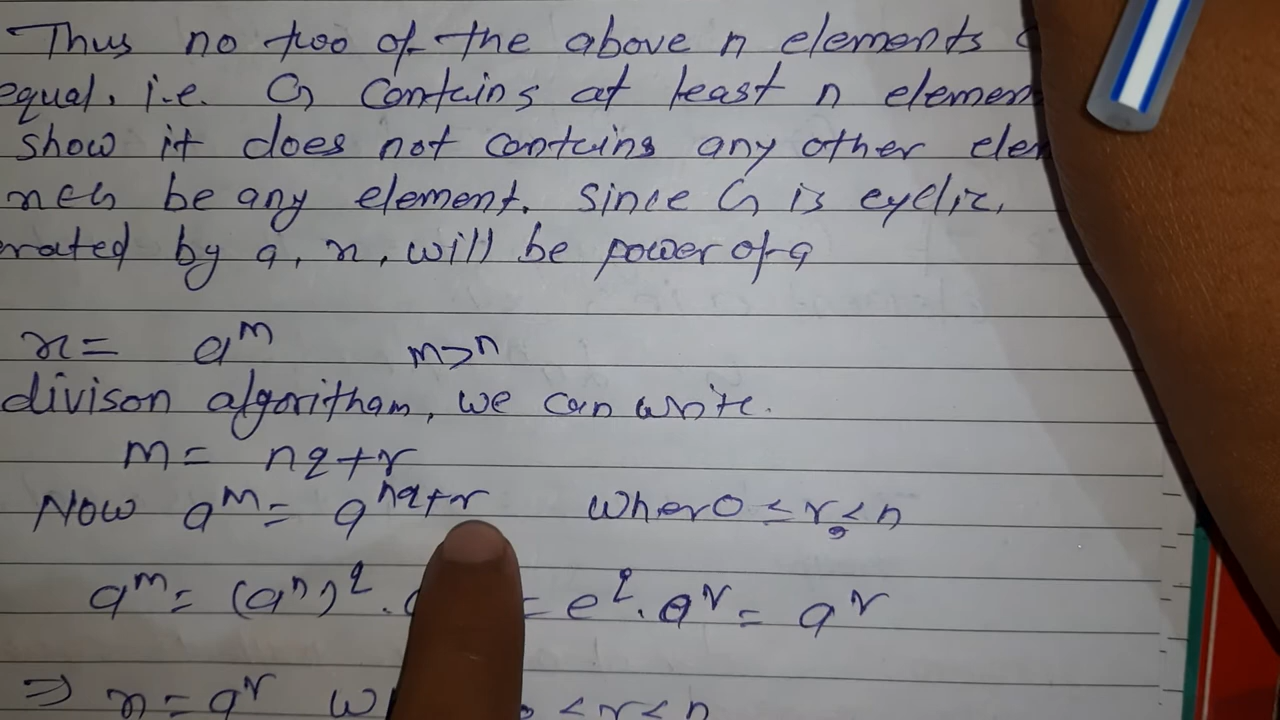 Thus no two of the above n elements
equal. i.e. G contains at least n elemen
show it does not contains any other ele
x∈G be any element. Since G is cyclic,
rated by a, x, will be power of a
x = a^m m>n
divison algoritham, we can write.
m = nq+r
Now a^m = a^{nq+r} wher 0 ≤ r < n
a^m = (a^n)^q . = e^q . a^r = a^r
⇒ x = a^r < r < n